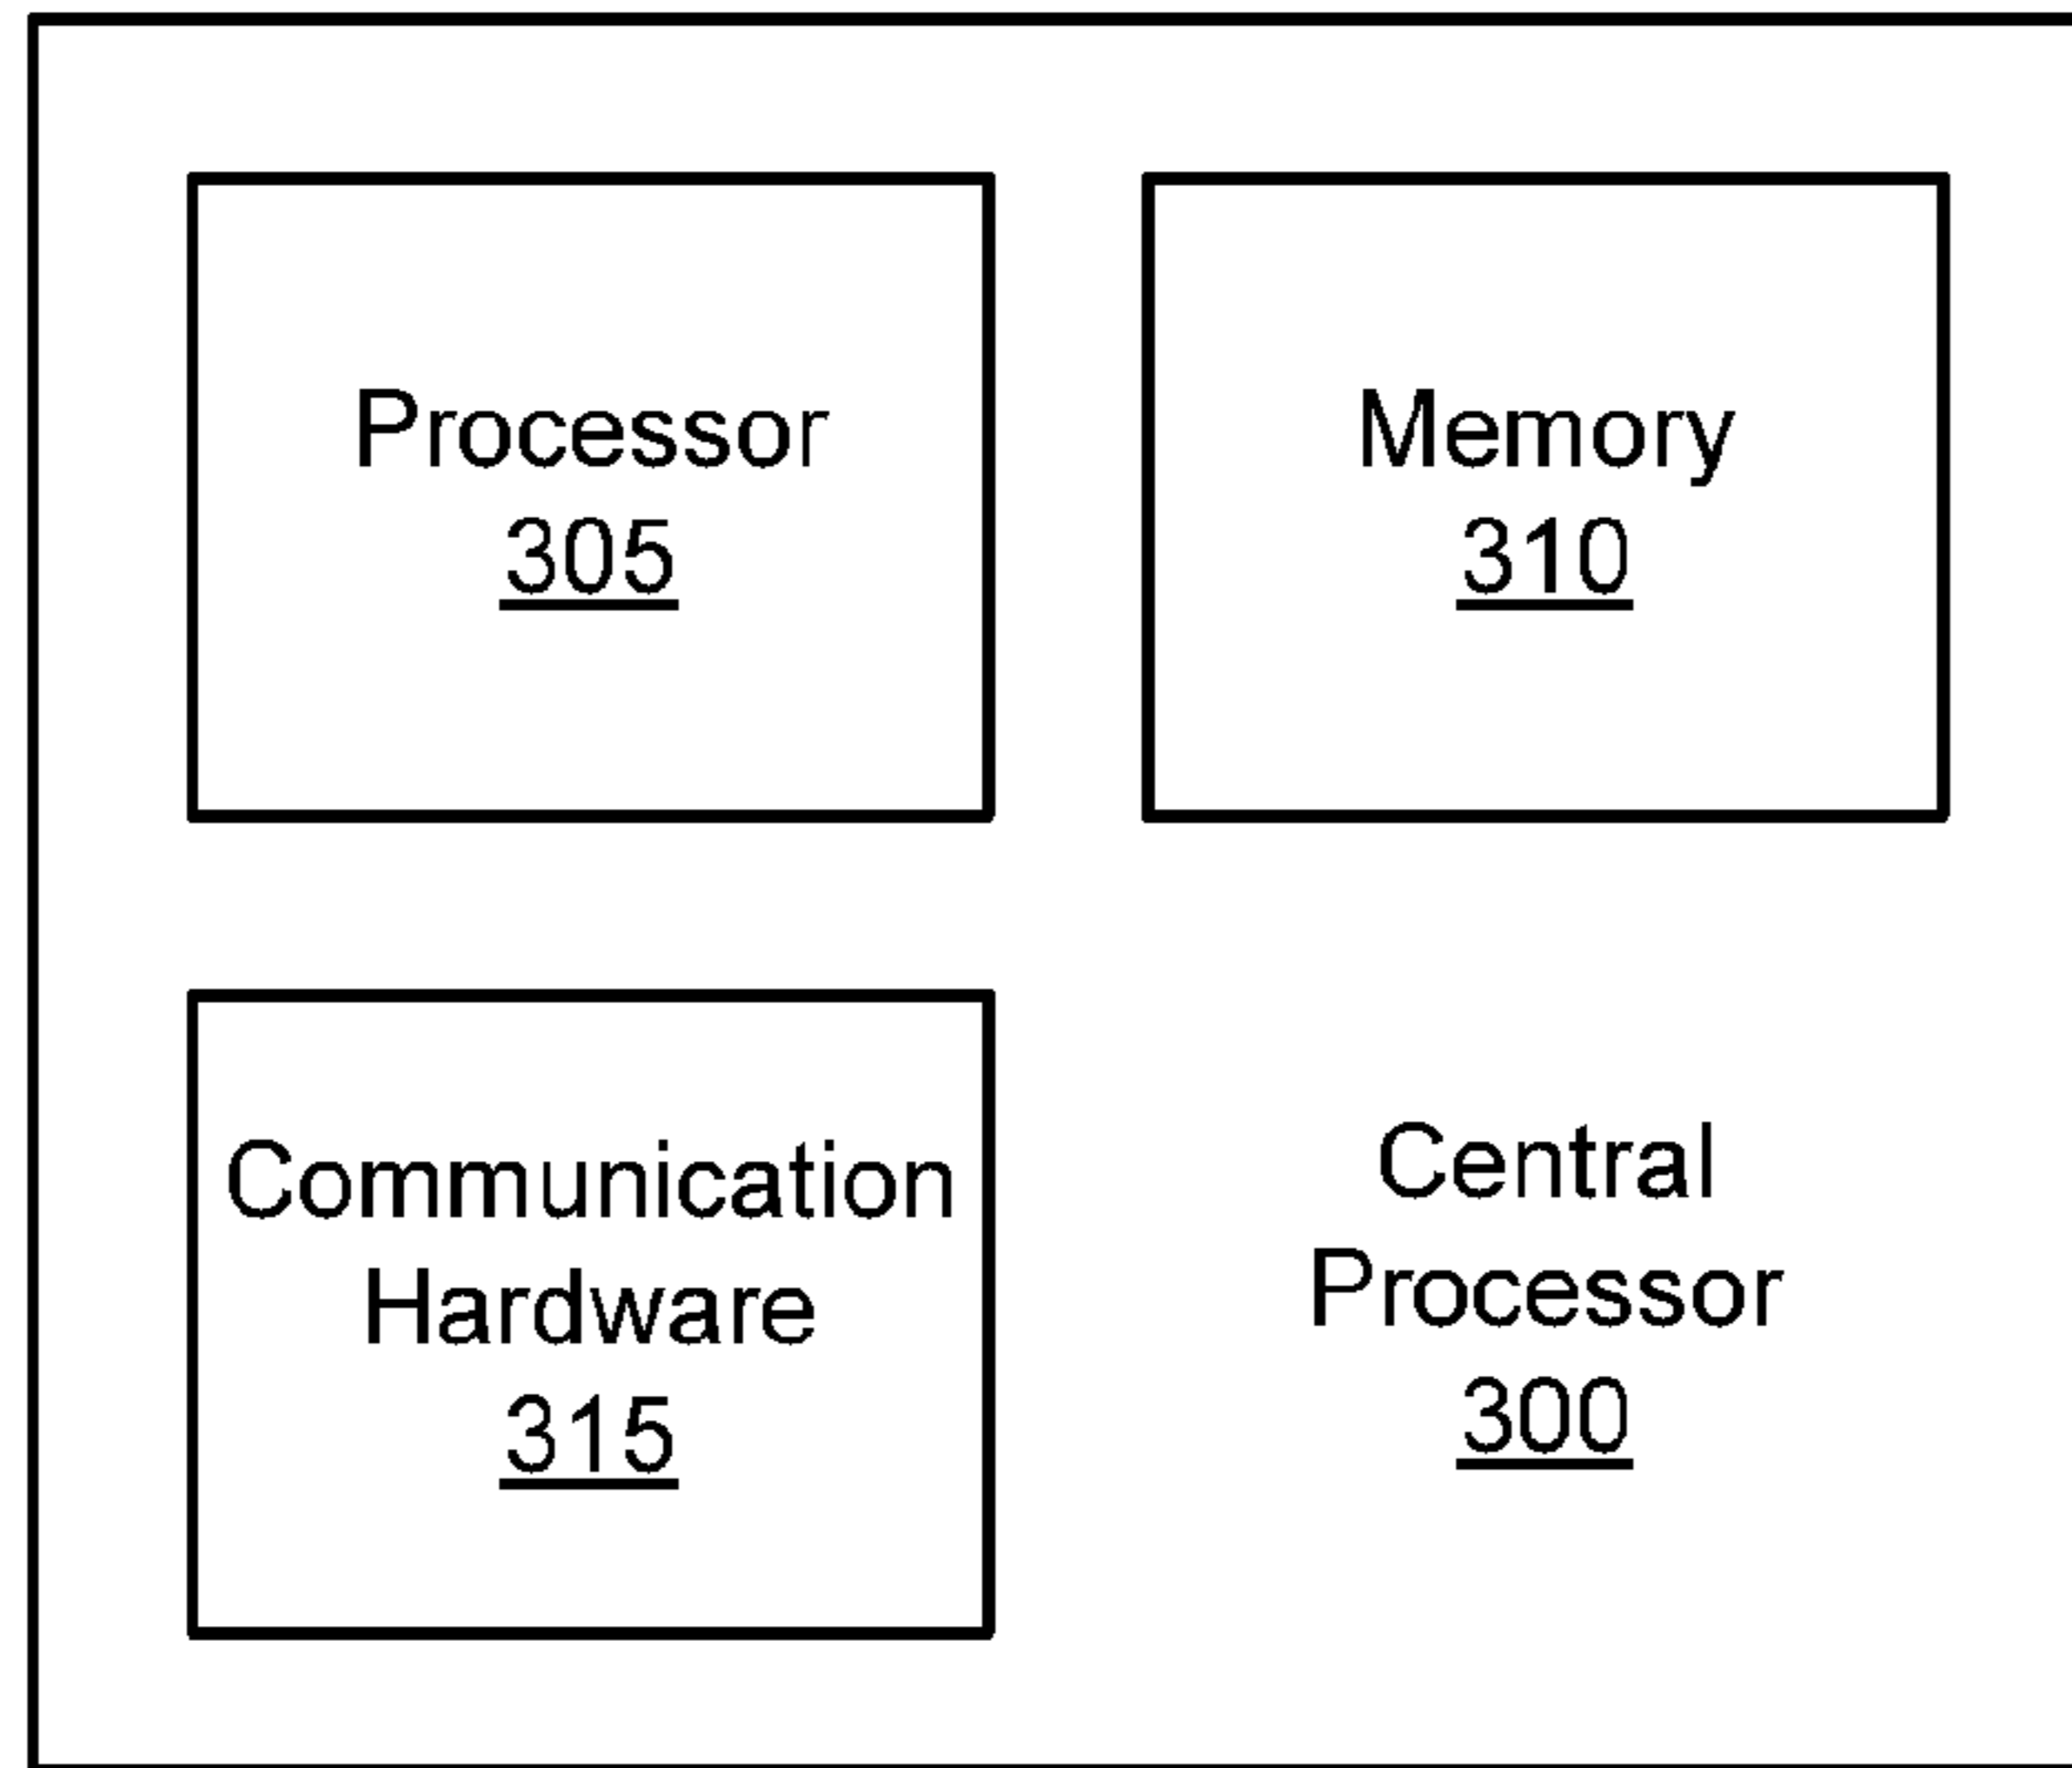 Processor
305
Memory
310
Communication
Hardware
315
Central
Processor
300